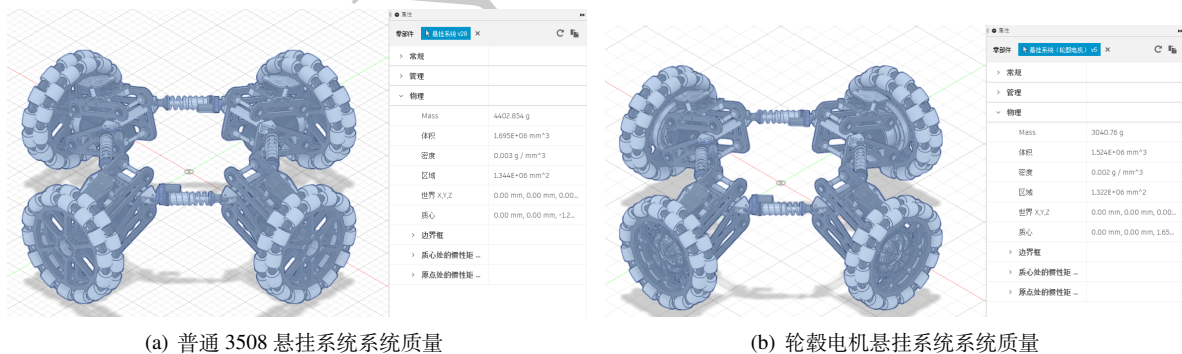 属性
零部件 悬挂系统 v28 ×
常规
管理
物理
Mass 4402.854 g
体积 1.695E+06 mm^3
密度 0.003 g / mm^3
区域 1.344E+06 mm^2
世界 X,Y,Z 0.00 mm, 0.00 mm, 0.00...
质心 0.00 mm, 0.00 mm, -1.2...
边界框
质心处的惯性矩 ...
原点处的惯性矩 ...
(a) 普通 3508 悬挂系统系统质量
属性
零部件 悬挂系统（轮毂电机） v5 ×
常规
管理
物理
Mass 3040.76 g
体积 1.524E+06 mm^3
密度 0.002 g / mm^3
区域 1.322E+06 mm^2
世界 X,Y,Z 0.00 mm, 0.00 mm, 0.00...
质心 0.00 mm, 0.00 mm, 1.65...
边界框
质心处的惯性矩 ...
原点处的惯性矩 ...
(b) 轮毂电机悬挂系统系统质量